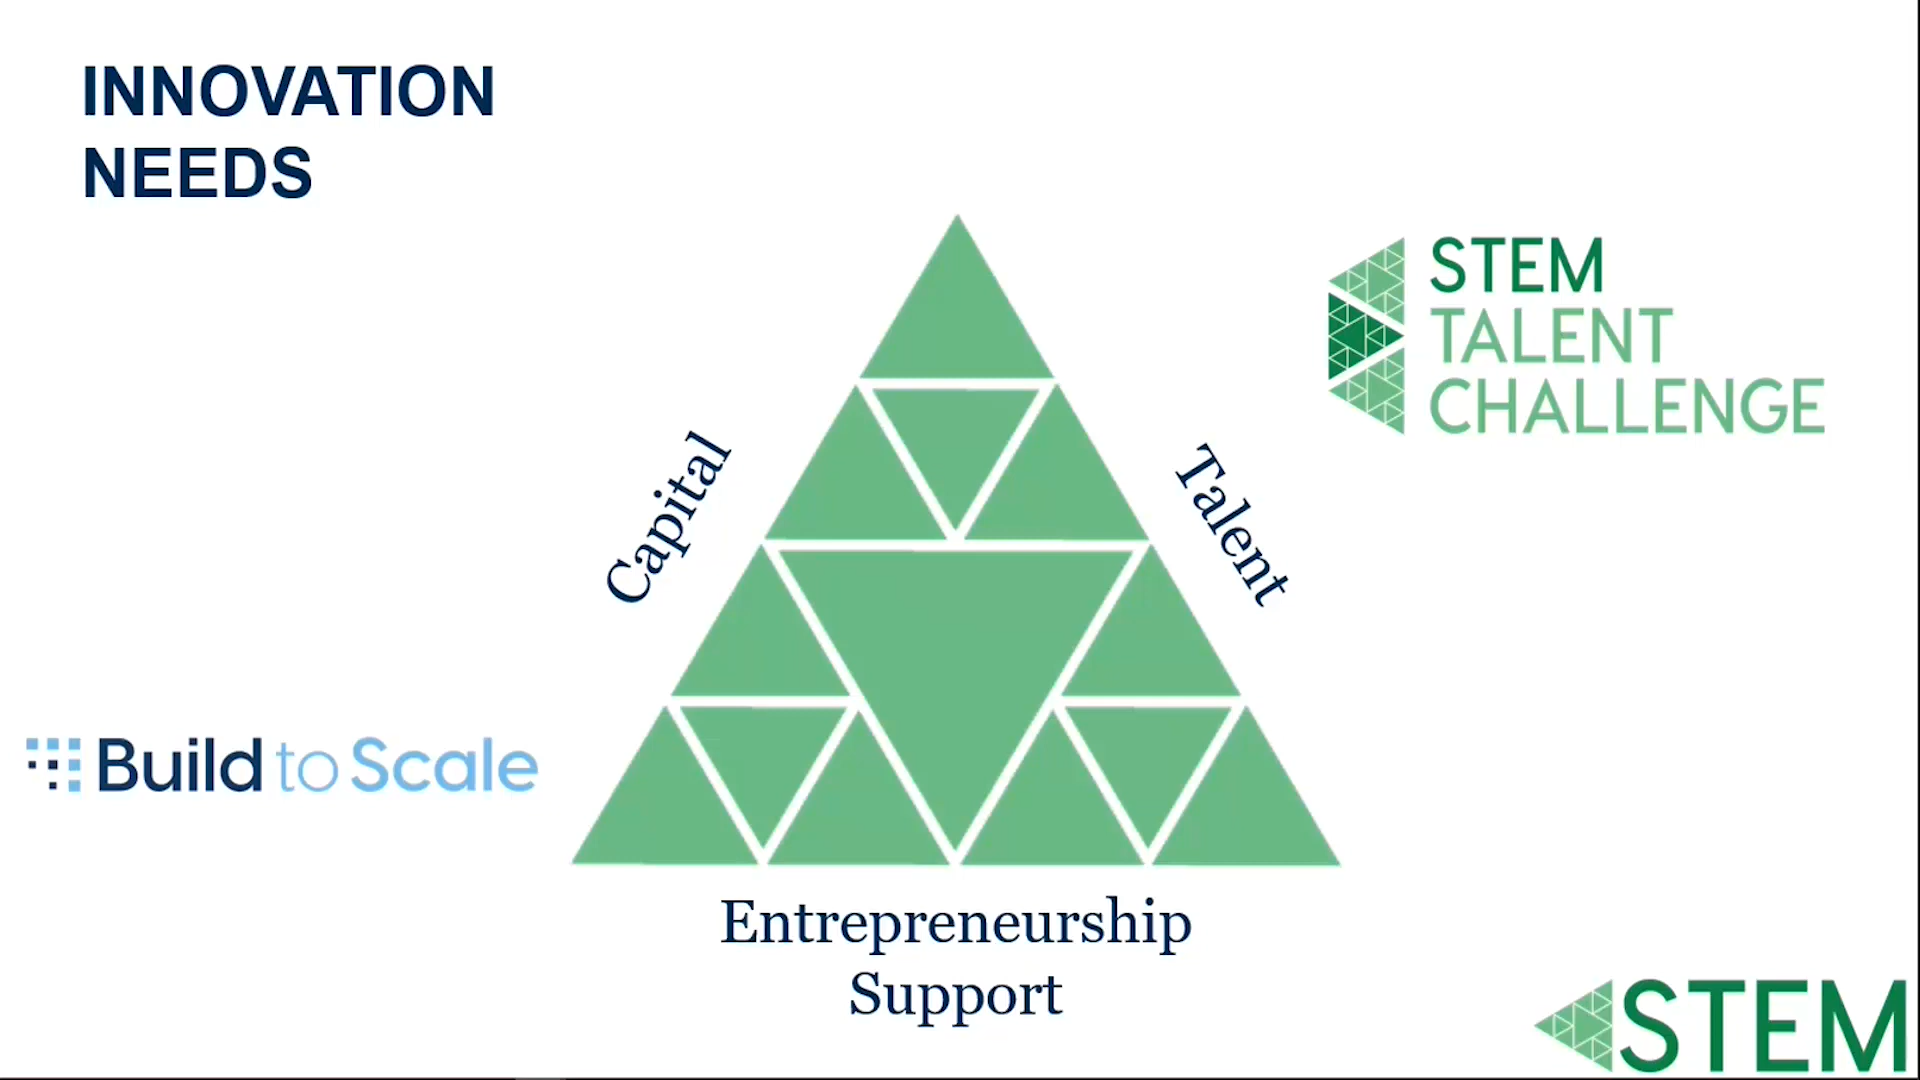 INNOVATION
NEEDS
STEM
TALENT
CHALLENGE
Capital
Talent
Build to Scale
Entrepreneurship
Support
STEM